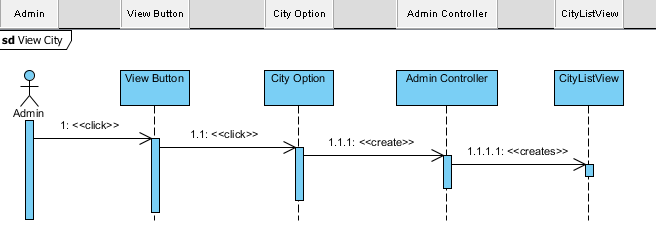 Admin View Button City Option Admin Controller CityListView
sd View City
View Button City Option Admin Controller CityListView
Admin
1: <<click>>
1.1: <<click>>
1.1.1: <<create>>
1.1.1.1: <<creates>>